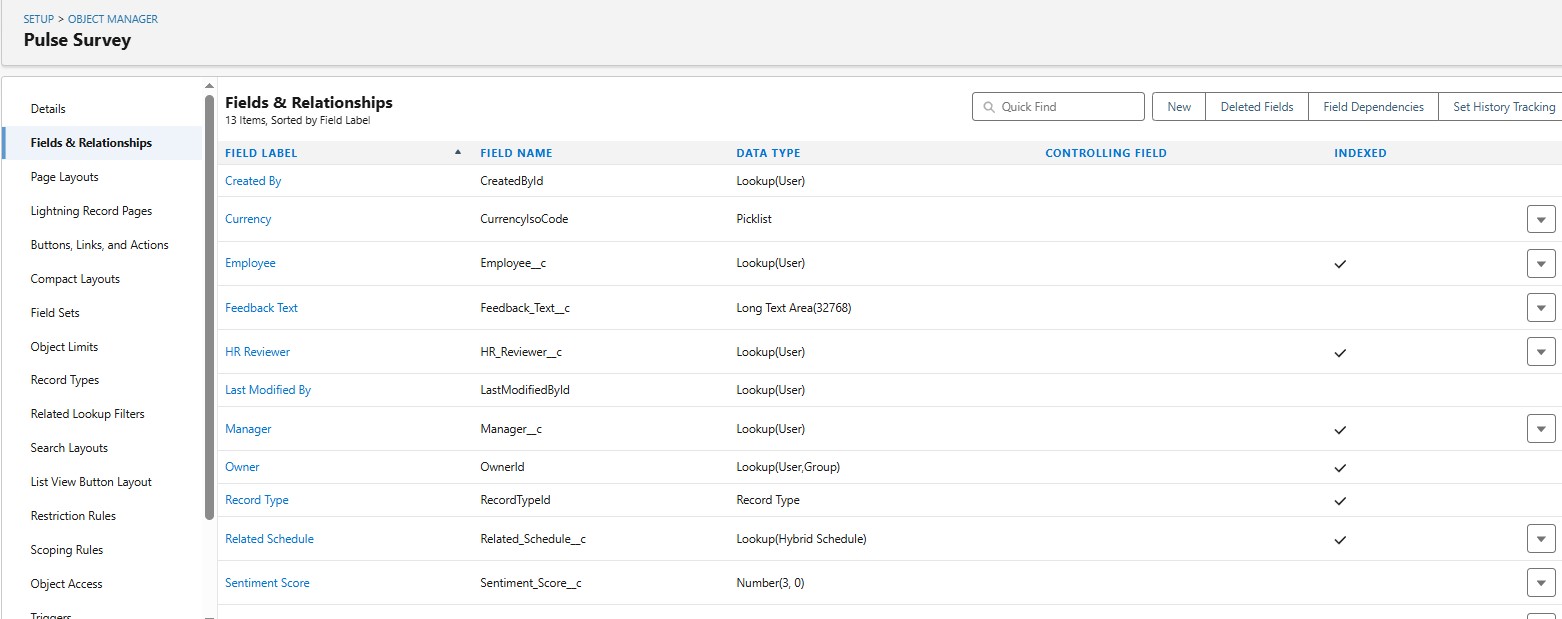 SETUP > OBJECT MANAGER
Pulse Survey
Details
Fields & Relationships
Page Layouts
Lightning Record Pages
Buttons, Links, and Actions
Compact Layouts
Field Sets
Object Limits
Record Types
Related Lookup Filters
Search Layouts
List View Button Layout
Restriction Rules
Scoping Rules
Object Access
Triggers
Fields & Relationships
13 Items, Sorted by Field Label
Quick Find
New
Deleted Fields
Field Dependencies
Set History Tracking
FIELD LABEL FIELD NAME DATA TYPE CONTROLLING FIELD INDEXED
Created By CreatedById Lookup(User)
Currency CurrencyIsoCode Picklist
Employee Employee__c Lookup(User)
Feedback Text Feedback_Text__c Long Text Area(32768)
HR Reviewer HR_Reviewer__c Lookup(User)
Last Modified By LastModifiedById Lookup(User)
Manager Manager__c Lookup(User)
Owner OwnerId Lookup(User,Group)
Record Type RecordTypeId Record Type
Related Schedule Related_Schedule__c Lookup(Hybrid Schedule)
Sentiment Score Sentiment_Score__c Number(3, 0)